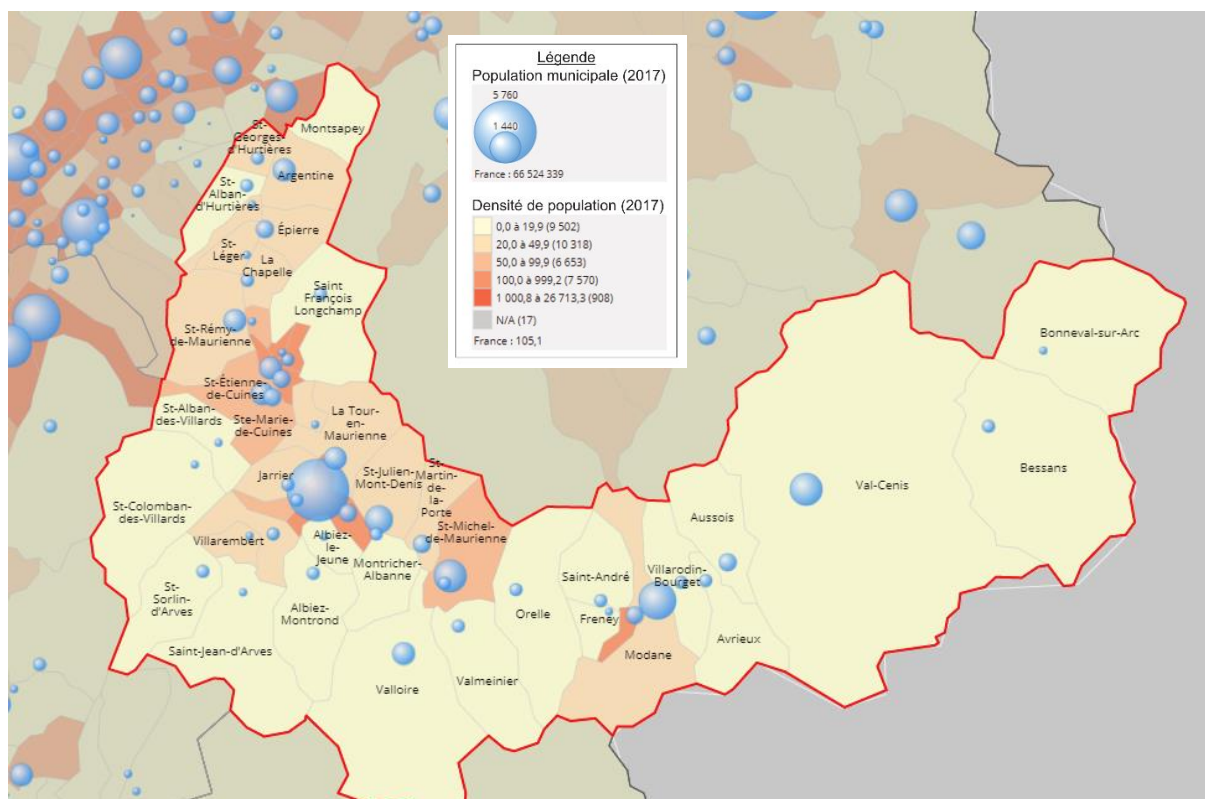 Légende
Population municipale (2017)
5 760
1 440
France : 66 524 339
Densité de population (2017)
0,0 à 19,9 (9 502)
20,0 à 49,9 (10 318)
50,0 à 99,9 (6 653)
100,0 à 999,2 (7 570)
1 000,8 à 26 713,3 (908)
N/A (17)
France : 105,1
St-
Georges-
d'Hurtières
Montsapey
Argentine
St-
Alban-
d'Hurtières
Épierre
St-
Léger
La
Chapelle
Saint
François
Longchamp
St-Rémy-
de-Maurienne
St-Étienne-
de-Cuines
St-Alban-
des-Villards
Ste-Marie-
de-Cuines
La Tour-
en-
Maurienne
Jarrier
St-Julien-
Mont-Denis
St-
Martin-
de-
la-
Porte
St-Michel-
de-Maurienne
St-Colomban-
des-Villards
Villarembert
Albiez-
le-
Jeune
Montricher-
Albanne
St-
Sorlin-
d'Arves
Albiez-
Montrond
Saint-Jean-d'Arves
Valloire
Valmeinier
Orelle
Saint-André
Freney
Modane
Villarodin-
Bourget
Avrieux
Aussois
Val-Cenis
Bessans
Bonneval-sur-Arc